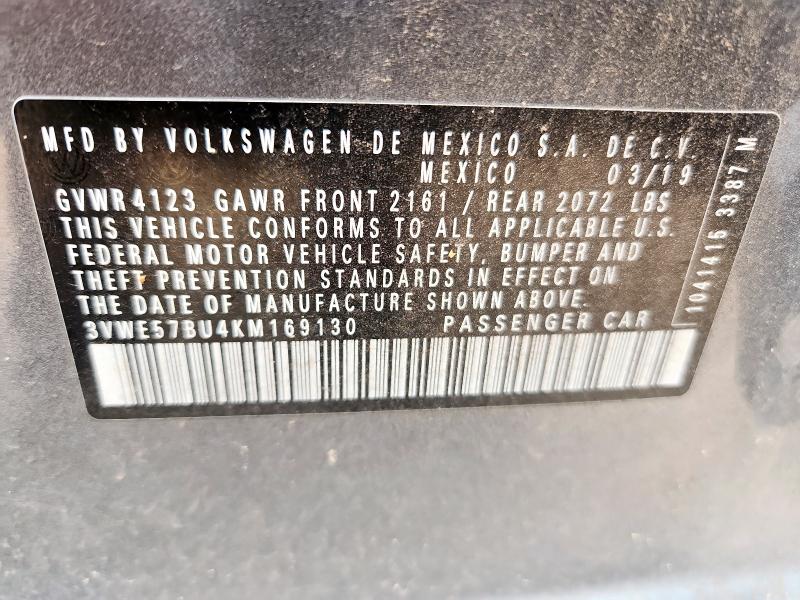 MFD BY VOLKSWAGEN DE MEXICO S.A. DE C.V.
MEXICO 03/19
GVWR 4123 GAWR FRONT 2161 / REAR 2072 LBS
THIS VEHICLE CONFORMS TO ALL APPLICABLE U.S.
FEDERAL MOTOR VEHICLE SAFETY, BUMPER AND
THEFT PREVENTION STANDARDS IN EFFECT ON
THE DATE OF MANUFACTURE SHOWN ABOVE.
3VWE57BU4KM169130 PASSENGER CAR
1041415 3387 M